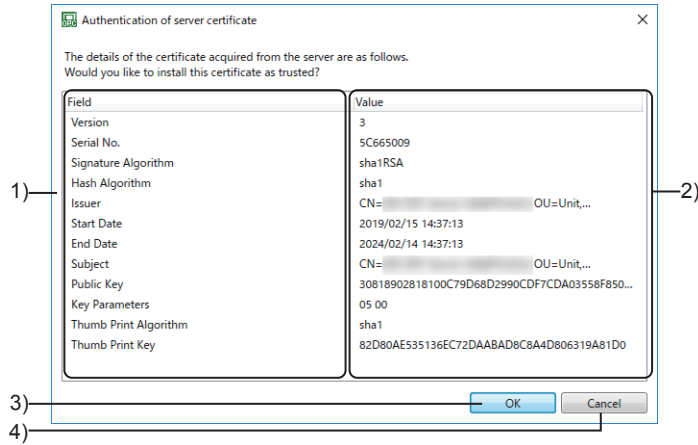 Authentication of server certificate
The details of the certificate acquired from the server are as follows.
Would you like to install this certificate as trusted?
Field Value
Version 3
Serial No. 5C665009
Signature Algorithm sha1RSA
Hash Algorithm sha1
1) 2)
Issuer CN= OU=Unit,...
Start Date 2019/02/15 14:37:13
End Date 2024/02/14 14:37:13
Subject CN= OU=Unit,...
Public Key 30818902818100C79D68D2990CDF7CDA03558F850...
Key Parameters 05 00
Thumb Print Algorithm sha1
Thumb Print Key 82D80AE535136EC72DAABAD8C8A4D806319A81D0
3) OK Cancel
4)